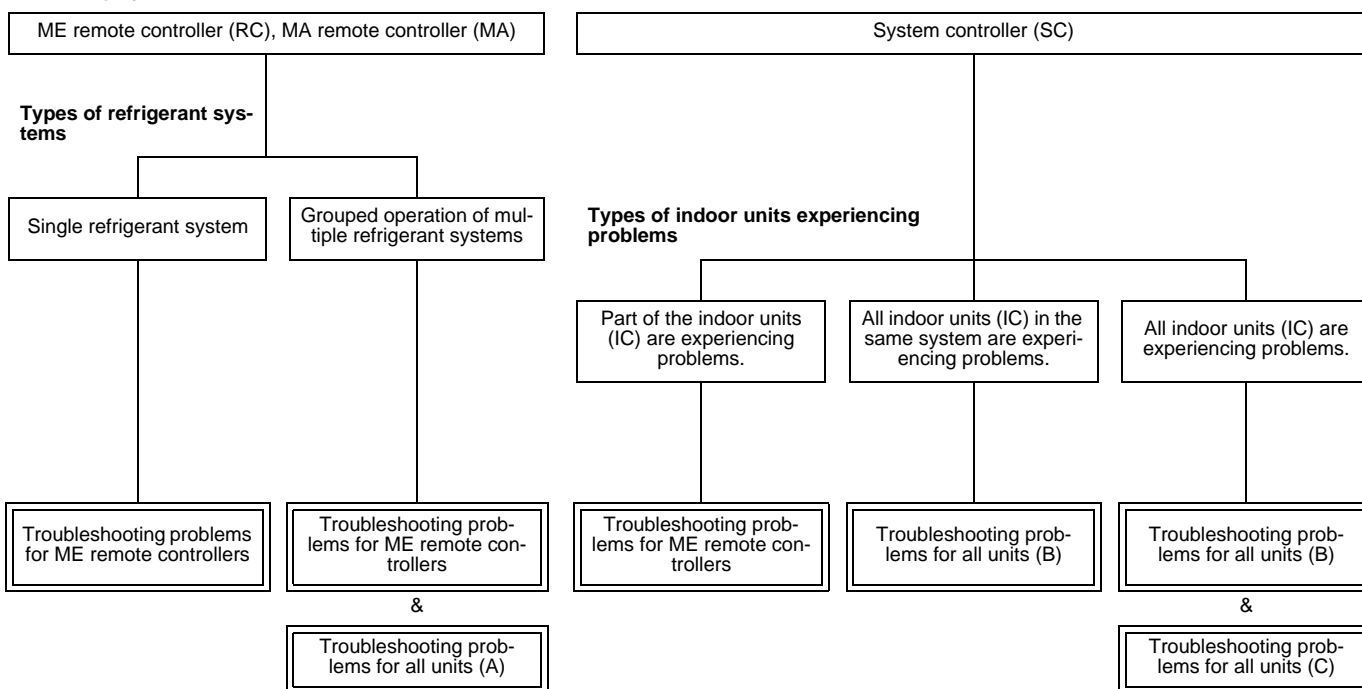 ME remote controller (RC), MA remote controller (MA)
System controller (SC)
Types of refrigerant sys-
tems
Single refrigerant system
Grouped operation of mul-
tiple refrigerant systems
Types of indoor units experiencing
problems
Part of the indoor units
(IC) are experiencing
problems.
All indoor units (IC) in the
same system are experi-
encing problems.
All indoor units (IC) are
experiencing problems.
Troubleshooting problems
for ME remote controllers
Troubleshooting prob-
lems for ME remote con-
trollers
&
Troubleshooting prob-
lems for all units (A)
Troubleshooting prob-
lems for ME remote con-
trollers
Troubleshooting prob-
lems for all units (B)
Troubleshooting prob-
lems for all units (B)
&
Troubleshooting prob-
lems for all units (C)